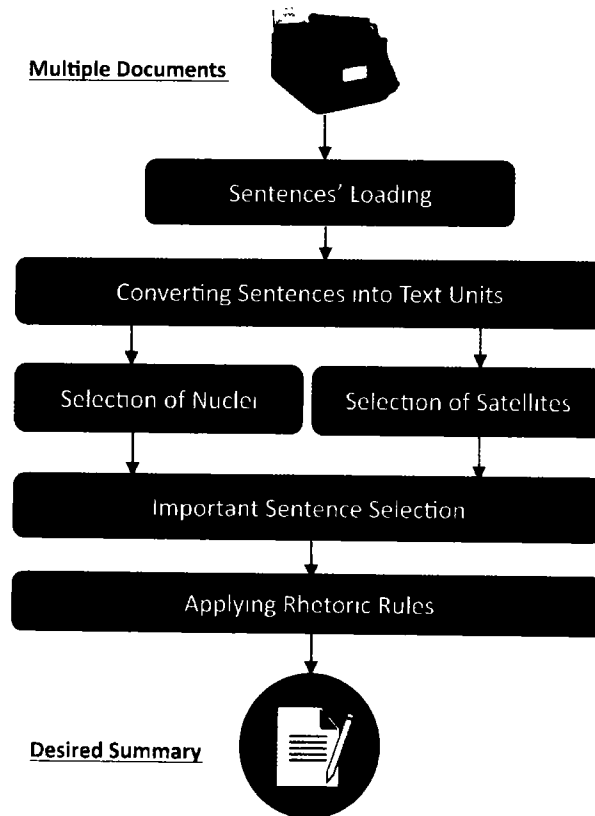 Multiple Documents
Sentences' Loading
Converting Sentences into Text Units
Selection of Nuclei
Selection of Satellites
Important Sentence Selection
Applying Rhetoric Rules
Desired Summary